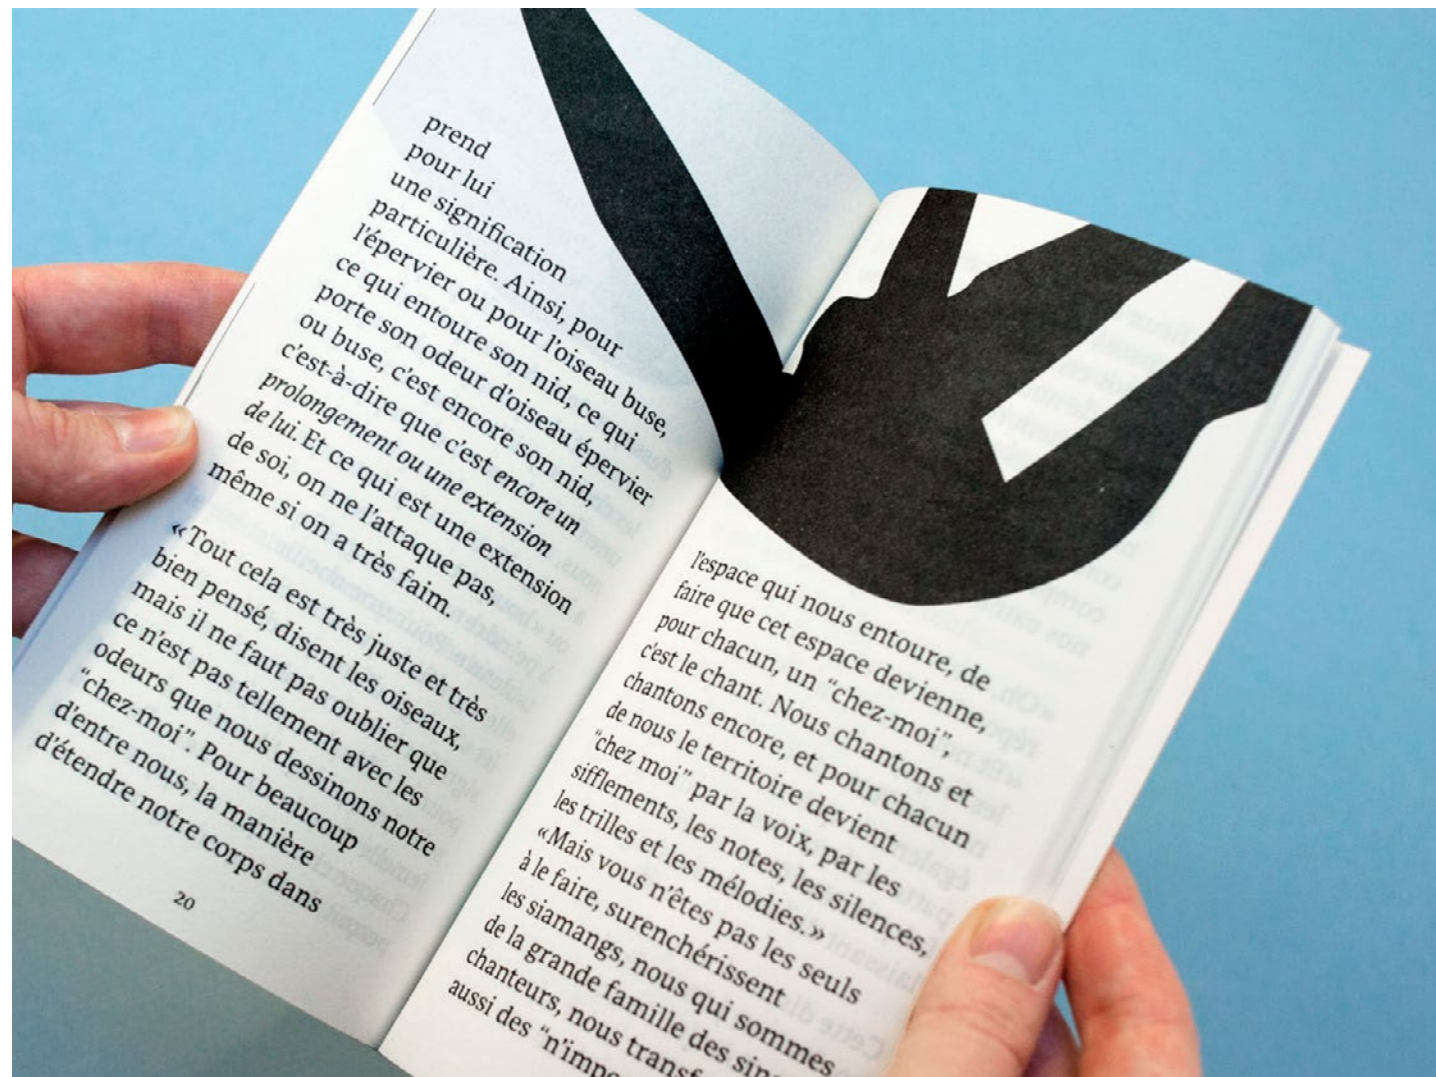 prend
pour lui
une signification
particulière. Ainsi, pour
l'épervier ou pour l'oiseau buse,
ce qui entoure son nid, ce qui
porte son odeur d'oiseau épervier
ou buse, c'est encore son nid,
c'est-à-dire que c'est encore un
prolongement ou une extension
de lui. Et ce qui est une extension
de soi, on ne l'attaque pas,
même si on a très faim.
« Tout cela est très juste et très
bien pensé, disent les oiseaux,
mais il ne faut pas oublier que
ce n'est pas tellement avec les
odeurs que nous dessinons notre
“chez-moi”. Pour beaucoup
d'entre nous, la manière
d'étendre notre corps dans
20
l'espace qui nous entoure, de
faire que cet espace devienne,
pour chacun, un “chez-moi”,
c'est le chant. Nous chantons et
chantons encore, et pour chacun
de nous le territoire devient
“chez moi” par la voix, par les
sifflements, les notes, les silences,
les trilles et les mélodies. »
« Mais vous n'êtes pas les seuls
à le faire, surenchérissent
les siamangs, nous qui sommes
de la grande famille des sin
chanteurs, nous transf
aussi des “n'impo